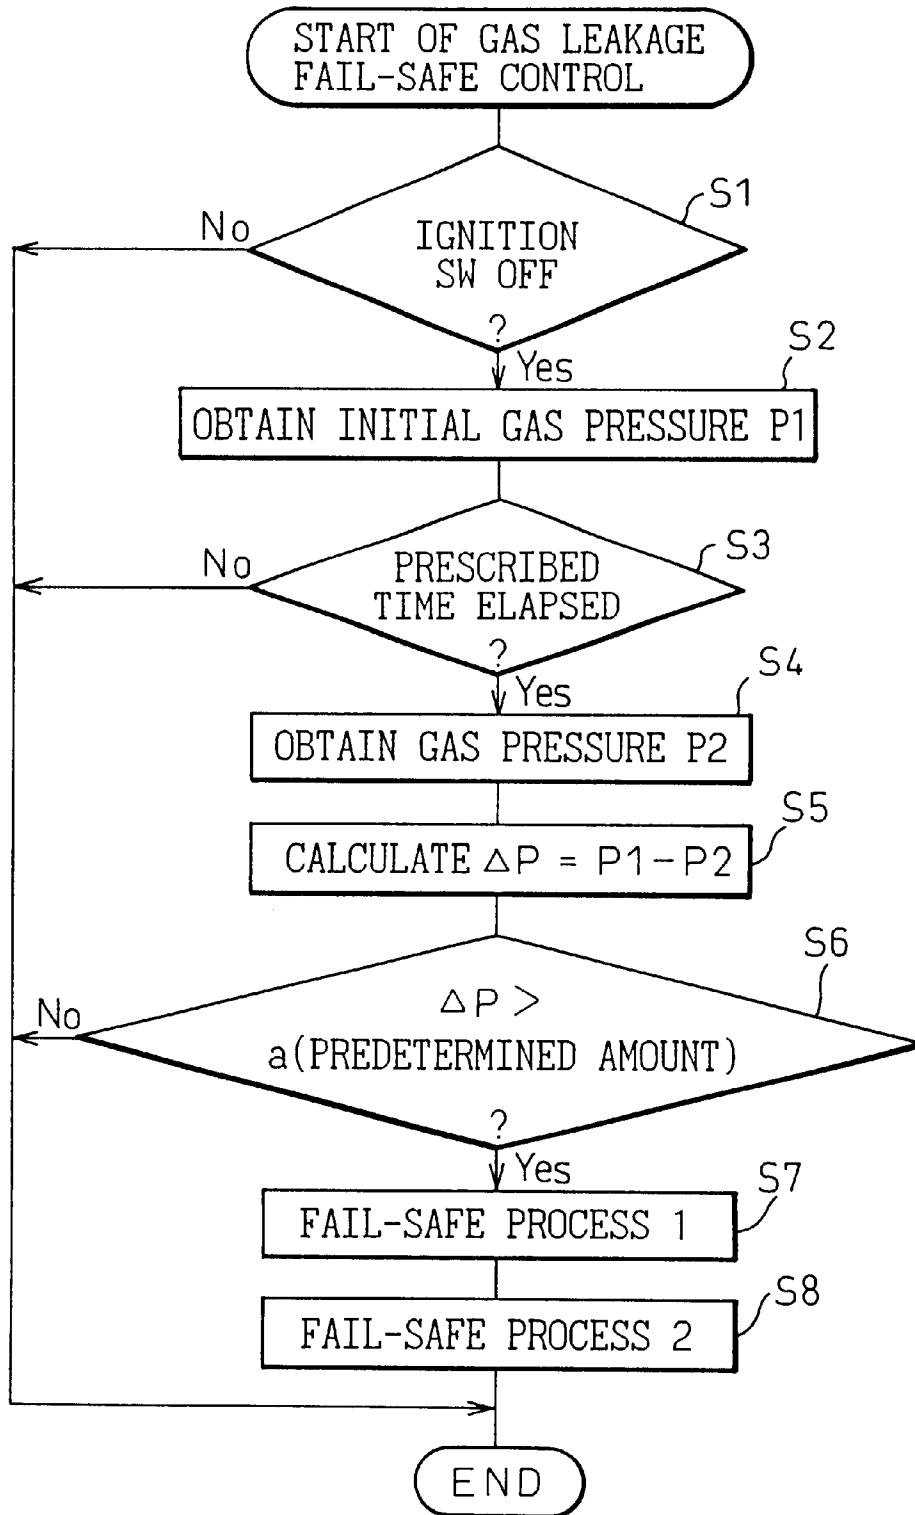 START OF GAS LEAKAGE
FAIL-SAFE CONTROL
S1
No
IGNITION
SW OFF
?
Yes
S2
OBTAIN INITIAL GAS PRESSURE P1
S3
No
PRESCRIBED
TIME ELAPSED
?
Yes
S4
OBTAIN GAS PRESSURE P2
S5
CALCULATE △P = P1-P2
S6
No
△P >
a(PREDETERMINED AMOUNT)
?
Yes
S7
FAIL-SAFE PROCESS 1
S8
FAIL-SAFE PROCESS 2
END